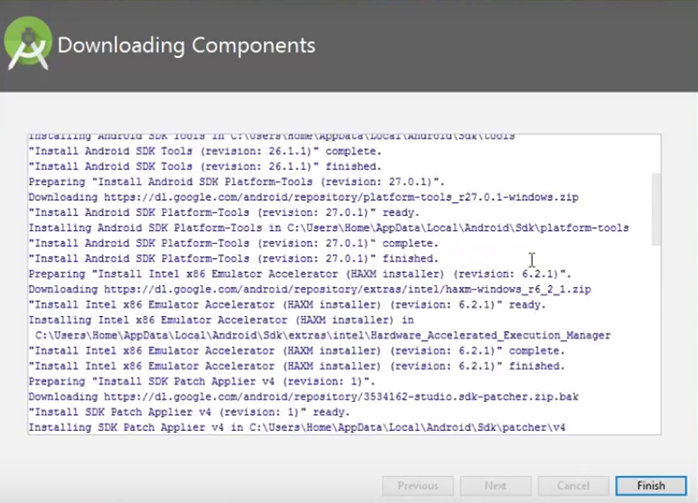 Downloading Components
Installing Android SDK Tools in C:\Users\Home\AppData\Local\Android\Sdk\tools
"Install Android SDK Tools (revision: 26.1.1)" complete.
"Install Android SDK Tools (revision: 26.1.1)" finished.
Preparing "Install Android SDK Platform-Tools (revision: 27.0.1)".
Downloading https://dl.google.com/android/repository/platform-tools_r27.0.1-windows.zip
"Install Android SDK Platform-Tools (revision: 27.0.1)" ready.
Installing Android SDK Platform-Tools in C:\Users\Home\AppData\Local\Android\Sdk\platform-tools
"Install Android SDK Platform-Tools (revision: 27.0.1)" complete.
"Install Android SDK Platform-Tools (revision: 27.0.1)" finished.
Preparing "Install Intel x86 Emulator Accelerator (HAXM installer) (revision: 6.2.1)".
Downloading https://dl.google.com/android/repository/extras/intel/haxm-windows_r6_2_1.zip
"Install Intel x86 Emulator Accelerator (HAXM installer) (revision: 6.2.1)" ready.
Installing Intel x86 Emulator Accelerator (HAXM installer) in
C:\Users\Home\AppData\Local\Android\Sdk\extras\intel\Hardware_Accelerated_Execution_Manager
"Install Intel x86 Emulator Accelerator (HAXM installer) (revision: 6.2.1)" complete.
"Install Intel x86 Emulator Accelerator (HAXM installer) (revision: 6.2.1)" finished.
Preparing "Install SDK Patch Applier v4 (revision: 1)".
Downloading https://dl.google.com/android/repository/3534162-studio.sdk-patcher.zip.bak
"Install SDK Patch Applier v4 (revision: 1)" ready.
Installing SDK Patch Applier v4 in C:\Users\Home\AppData\Local\Android\Sdk\patcher\v4
Previous
Next
Cancel
Finish